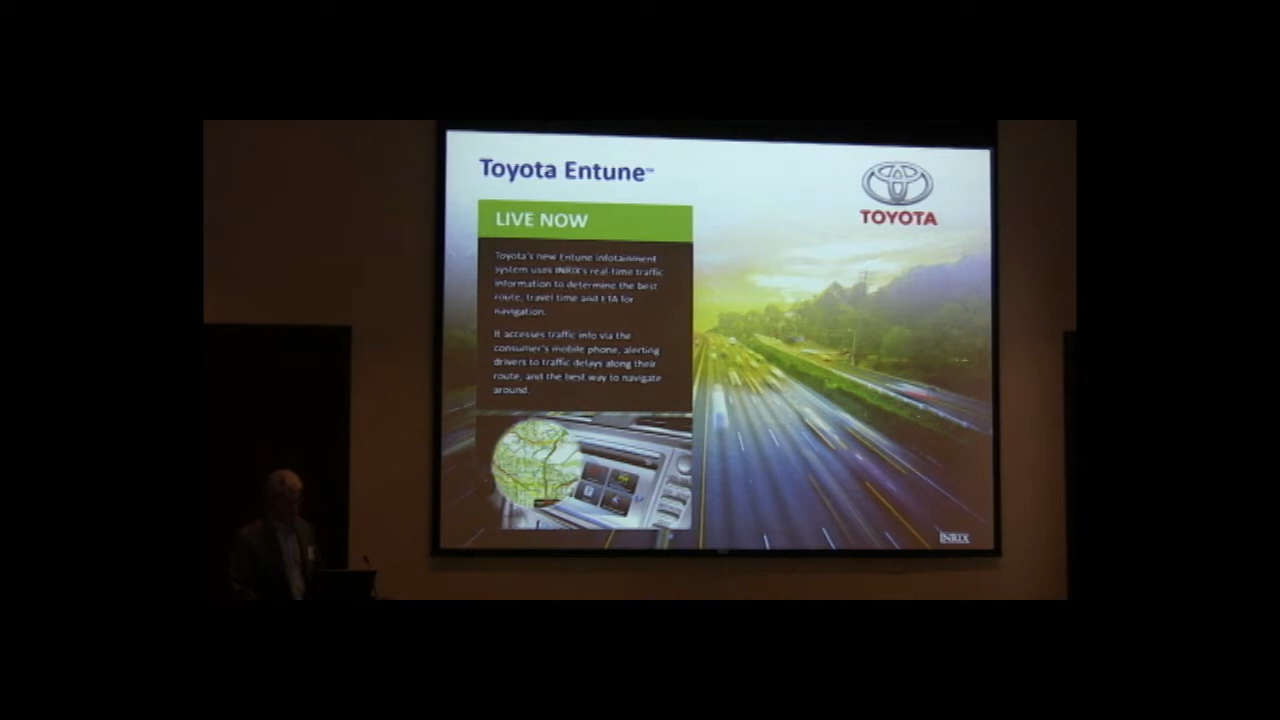 Toyota Entune™
TOYOTA
LIVE NOW
Toyota's new Entune infotainment
system uses INRIX's real-time traffic
information to determine the best
route, travel time and ETA for
navigation.
It accesses traffic info via the
consumer's mobile phone, alerting
drivers to traffic delays along their
route, and the best way to navigate
around.
INRIX